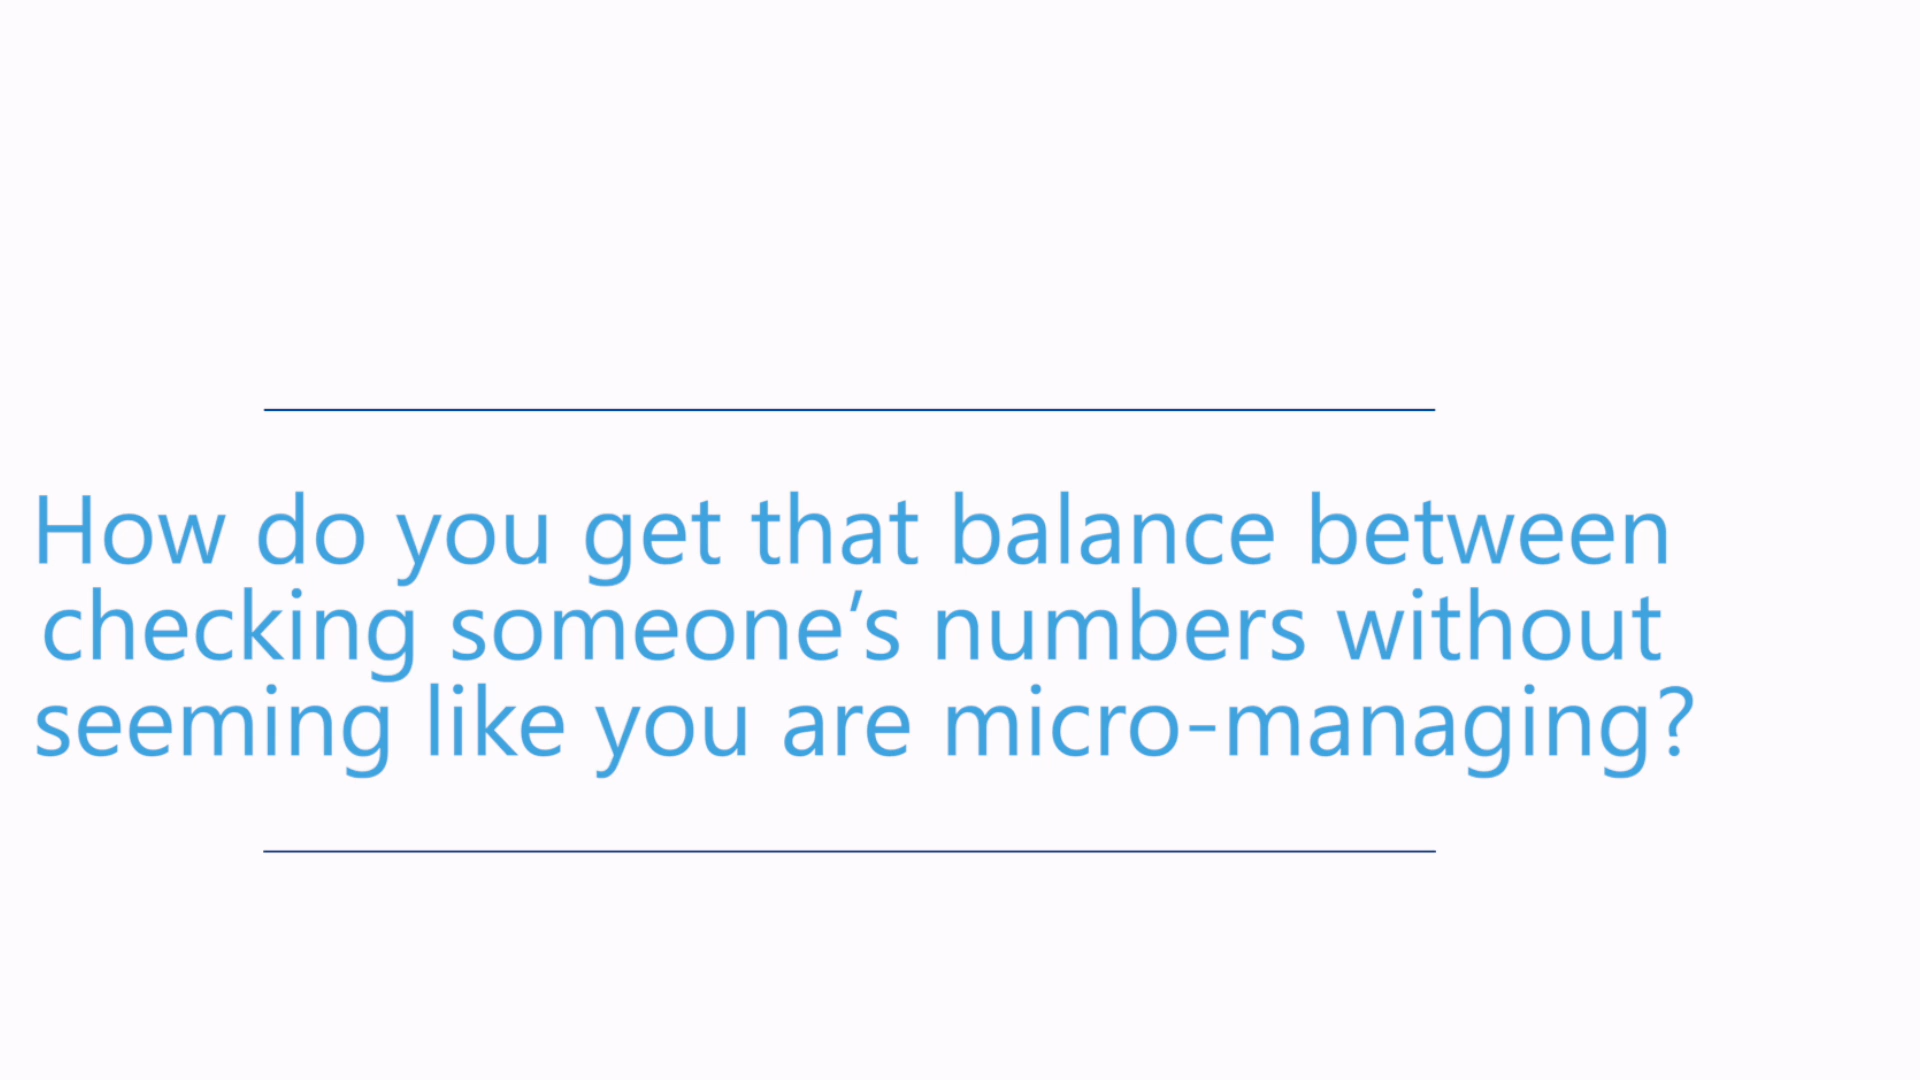 How do you get that balance between
checking someone’s numbers without
seeming like you are micro-managing?